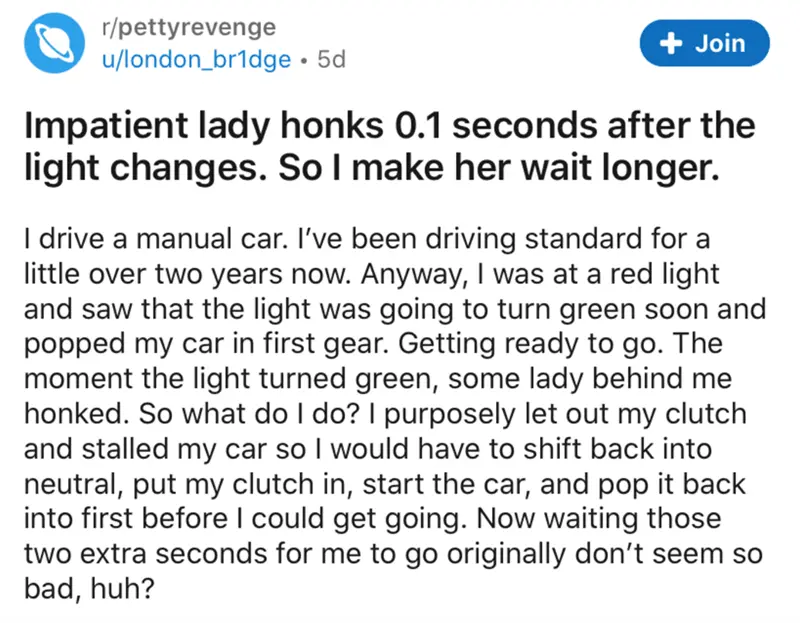 r/pettyrevenge
u/london_br1dge • 5d
+ Join
Impatient lady honks 0.1 seconds after the
light changes. So I make her wait longer.
I drive a manual car. I’ve been driving standard for a
little over two years now. Anyway, I was at a red light
and saw that the light was going to turn green soon and
popped my car in first gear. Getting ready to go. The
moment the light turned green, some lady behind me
honked. So what do I do? I purposely let out my clutch
and stalled my car so I would have to shift back into
neutral, put my clutch in, start the car, and pop it back
into first before I could get going. Now waiting those
two extra seconds for me to go originally don’t seem so
bad, huh?